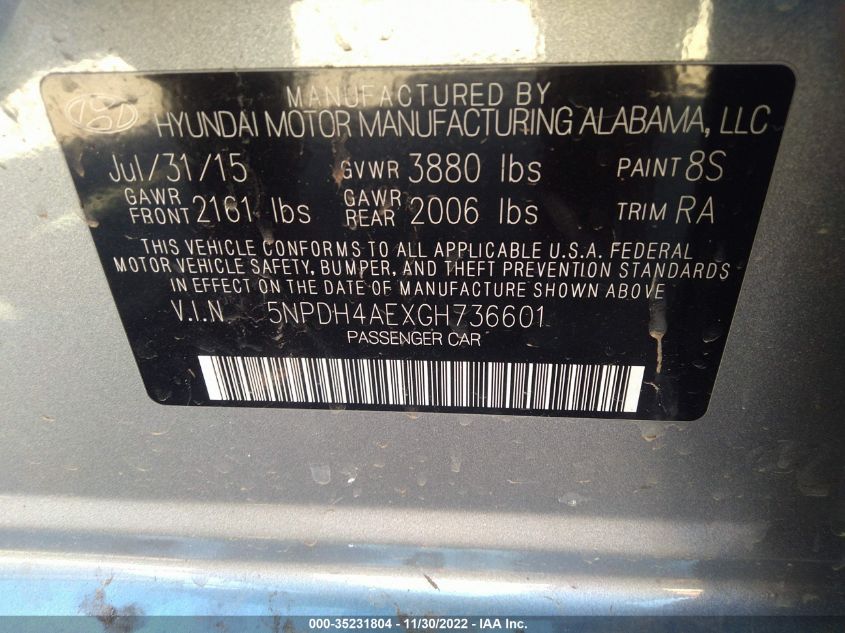 MANUFACTURED BY
HYUNDAI MOTOR MANUFACTURING ALABAMA, LLC
Jul/31/15 GVWR 3880 lbs PAINT 8S
GAWR FRONT 2161 lbs GAWR REAR 2006 lbs TRIM RA
THIS VEHICLE CONFORMS TO ALL APPLICABLE U.S.A. FEDERAL
MOTOR VEHICLE SAFETY, BUMPER, AND THEFT PREVENTION STANDARDS
IN EFFECT ON THE DATE OF MANUFACTURE SHOWN ABOVE
V.I.N 5NPDH4AEXGH736601
PASSENGER CAR
000-35231804 - 11/30/2022 - IAA Inc.